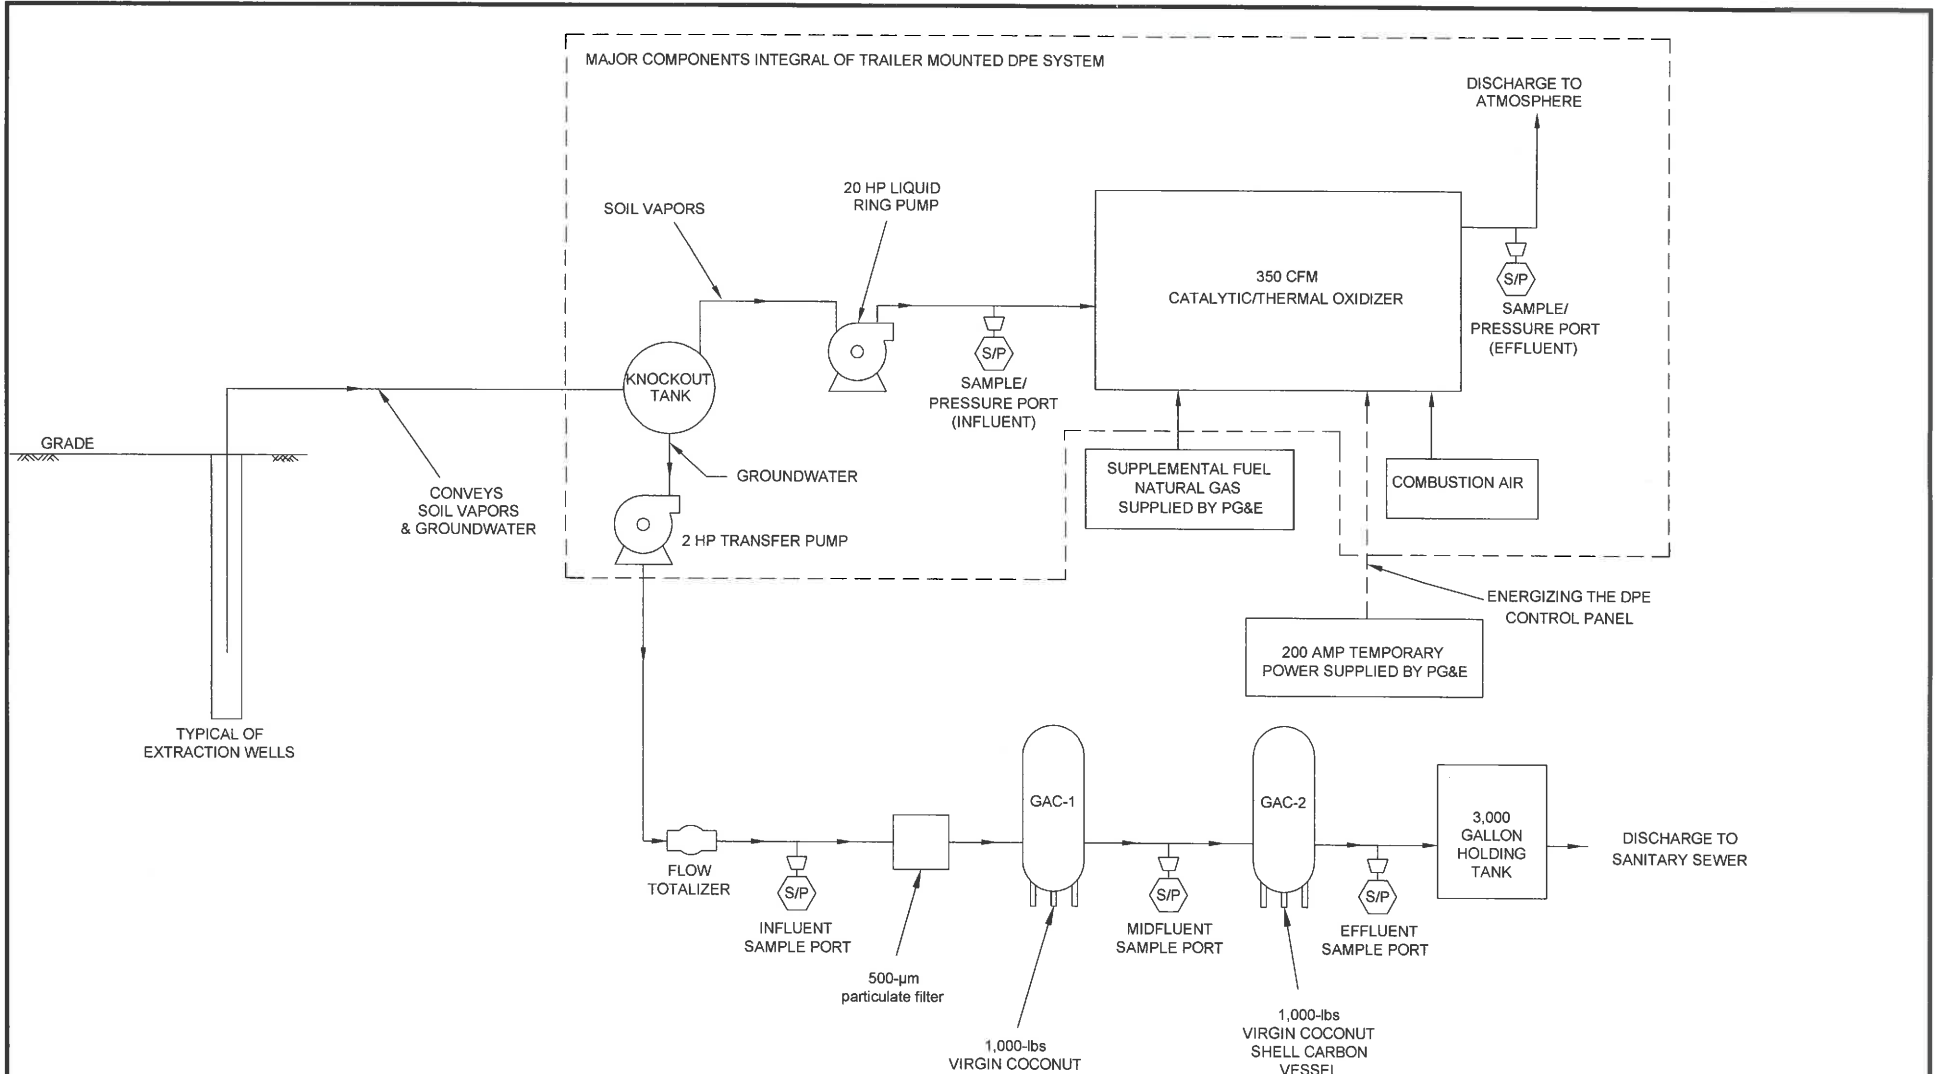 MAJOR COMPONENTS INTEGRAL OF TRAILER MOUNTED DPE SYSTEM
DISCHARGE TO
ATMOSPHERE
20 HP LIQUID
RING PUMP
SOIL VAPORS
350 CFM
CATALYTIC/THERMAL OXIDIZER
S/P
SAMPLE/
PRESSURE PORT
(EFFLUENT)
S/P
SAMPLE/
PRESSURE PORT
(INFLUENT)
KNOCKOUT
TANK
GRADE
CONVEYS
SOIL VAPORS
& GROUNDWATER
GROUNDWATER
SUPPLEMENTAL FUEL
NATURAL GAS
SUPPLIED BY PG&E
COMBUSTION AIR
2 HP TRANSFER PUMP
ENERGIZING THE DPE
CONTROL PANEL
200 AMP TEMPORARY
POWER SUPPLIED BY PG&E
TYPICAL OF
EXTRACTION WELLS
FLOW
TOTALIZER
S/P
INFLUENT
SAMPLE PORT
500-µm
particulate filter
GAC-1
1,000-lbs
VIRGIN COCONUT
S/P
MIDFLUENT
SAMPLE PORT
GAC-2
1,000-lbs
VIRGIN COCONUT
SHELL CARBON
VESSEL
S/P
EFFLUENT
SAMPLE PORT
3,000
GALLON
HOLDING
TANK
DISCHARGE TO
SANITARY SEWER